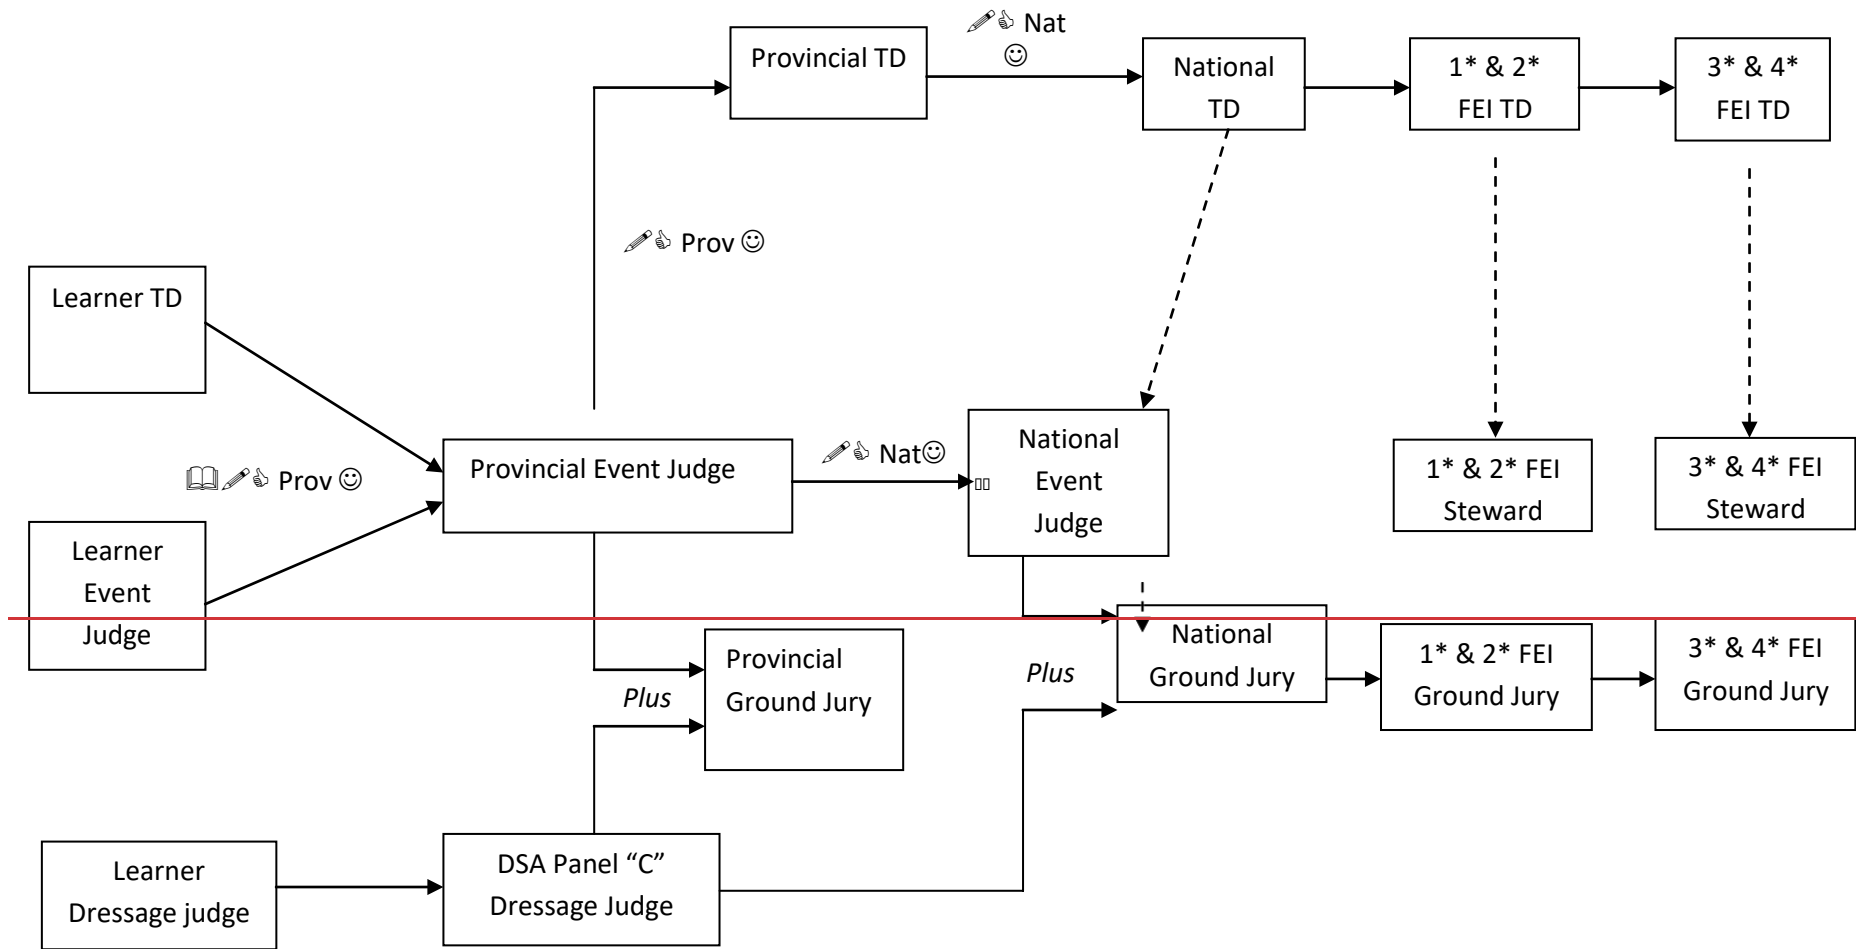 ✏👍 Nat
☺
Provincial TD
National
TD
1* & 2*
FEI TD
3* & 4*
FEI TD
✏👍 Prov ☺
Learner TD
📖✏👍 Prov ☺
Provincial Event Judge
✏👍 Nat☺
National
Event
Judge
1* & 2* FEI
Steward
3* & 4* FEI
Steward
Learner
Event
Judge
Plus
Provincial
Ground Jury
Plus
National
Ground Jury
1* & 2* FEI
Ground Jury
3* & 4* FEI
Ground Jury
Learner
Dressage judge
DSA Panel “C”
Dressage Judge